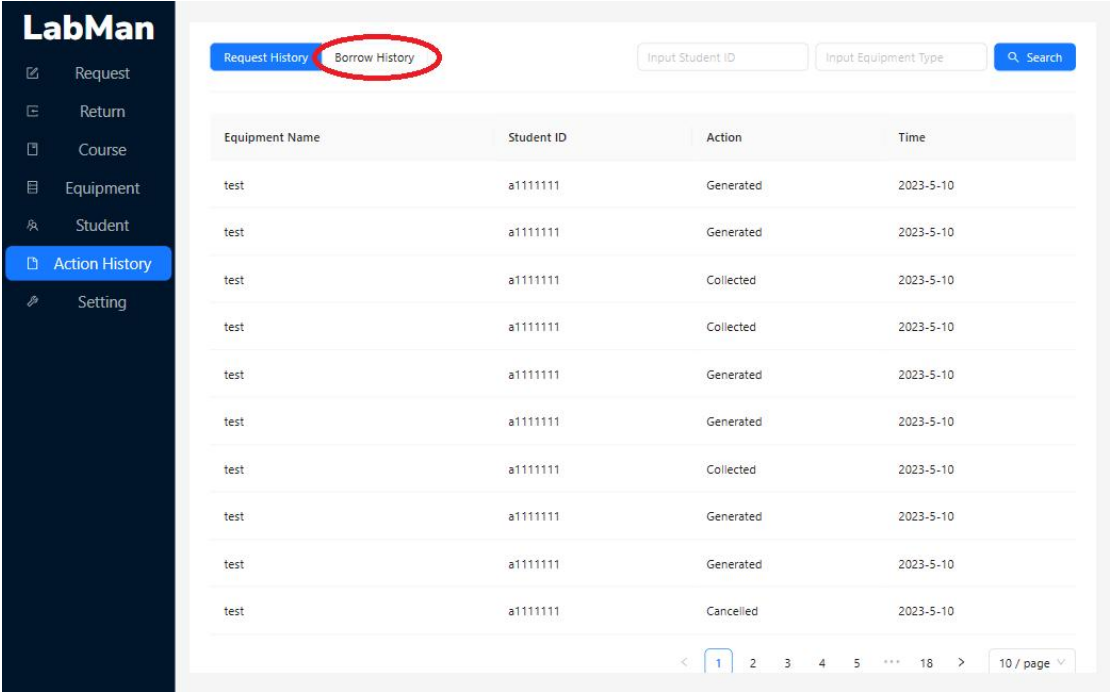 LabMan
Request
Return
Course
Equipment
Student
Action History
Setting
Request History Borrow History Input Student ID Input Equipment Type Search
Equipment Name Student ID Action Time
test a1111111 Generated 2023-5-10
test a1111111 Generated 2023-5-10
test a1111111 Collected 2023-5-10
test a1111111 Collected 2023-5-10
test a1111111 Generated 2023-5-10
test a1111111 Generated 2023-5-10
test a1111111 Collected 2023-5-10
test a1111111 Generated 2023-5-10
test a1111111 Generated 2023-5-10
test a1111111 Cancelled 2023-5-10
< 1 2 3 4 5 ••• 18 > 10 / page